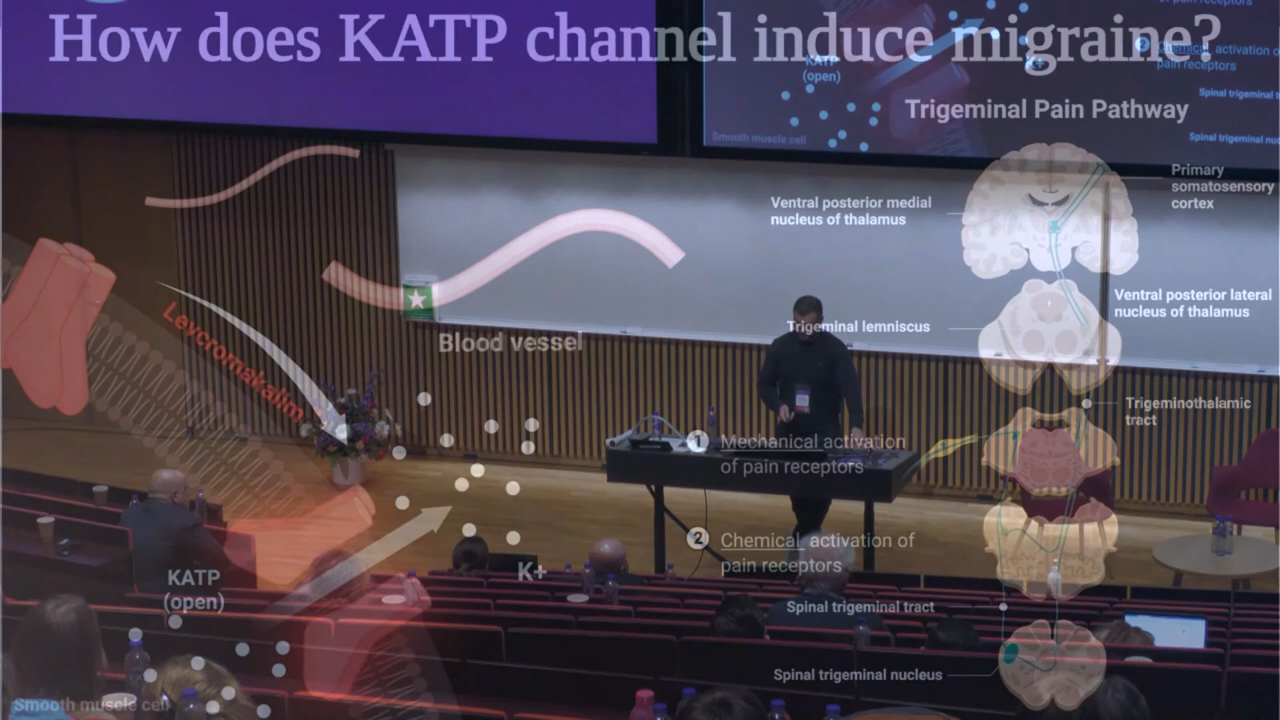 How does KATP channel induce migraine?
of pain receptors
KATP
(open)
K+
Chemical activation o
pain receptors
Spinal trigeminal t
Spinal trigeminal nu
Smooth muscle cell
Trigeminal Pain Pathway
Primary
somatosensory
cortex
Ventral posterior medial
nucleus of thalamus
Ventral posterior lateral
nucleus of thalamus
Levcromakalim
Trigeminal lemniscus
Blood vessel
Trigeminothalamic
tract
1 Mechanical activation
of pain receptors
2 Chemical activation of
pain receptors
K+
KATP
(open)
Spinal trigeminal tract
Spinal trigeminal nucleus
Smooth muscle cell